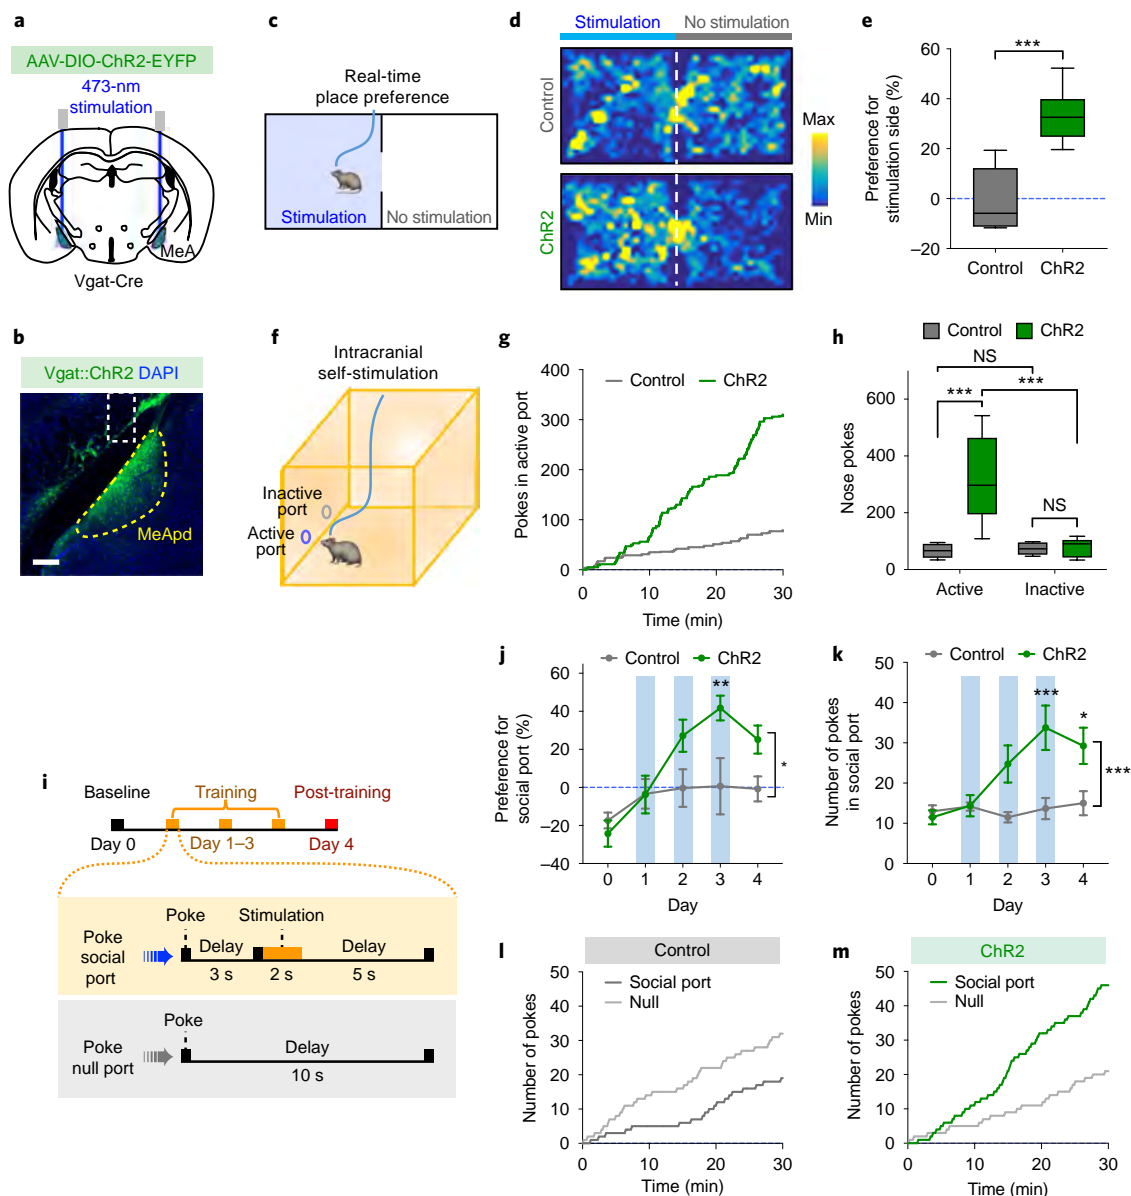 a
AAV-DIO-ChR2-EYFP
473-nm
stimulation
MeA
Vgat-Cre
b
Vgat::ChR2 DAPI
MeApd
c
Real-time
place preference
Stimulation
No stimulation
d
Stimulation
No stimulation
Control
ChR2
Max
Min
e
Preference for
stimulation side (%)
60
40
20
0
–20
***
Control
ChR2
f
Intracranial
self-stimulation
Inactive
port
Active
port
g
Control
ChR2
Pokes in active port
400
300
200
100
0
0
10
20
30
Time (min)
h
Control
ChR2
NS
***
***
NS
Nose pokes
600
400
200
0
Active
Inactive
i
Baseline
Training
Post-training
Day 0
Day 1–3
Day 4
Poke
Stimulation
Poke
social
port
Delay
Delay
3 s
2 s
5 s
Poke
Poke
null port
Delay
10 s
j
Control
ChR2
Preference for
social port (%)
60
40
20
0
–20
–40
**
*
0
1
2
3
4
Day
k
Control
ChR2
Number of pokes
in social port
50
40
30
20
10
0
***
*
***
0
1
2
3
4
Day
l
Control
Social port
Null
Number of pokes
50
40
30
20
10
0
0
10
20
30
Time (min)
m
ChR2
Social port
Null
Number of pokes
50
40
30
20
10
0
0
10
20
30
Time (min)